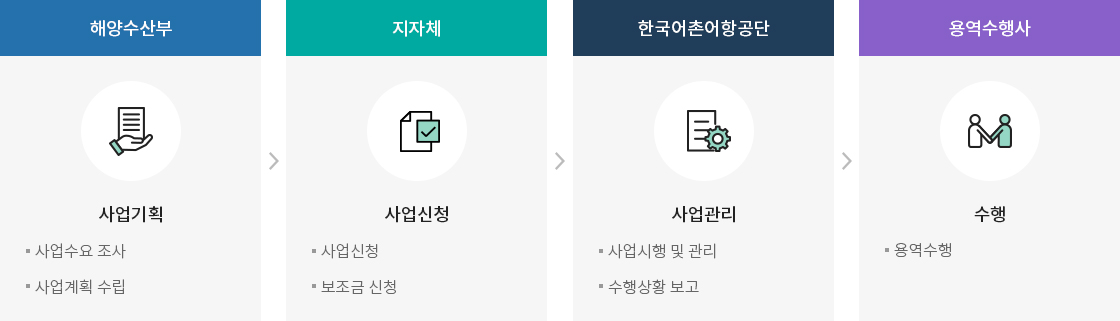 해양수산부
사업기획
사업수요 조사
사업계획 수립
지자체
사업신청
사업신청
보조금 신청
한국어촌어항공단
사업관리
사업시행 및 관리
수행상황 보고
용역수행사
수행
용역수행